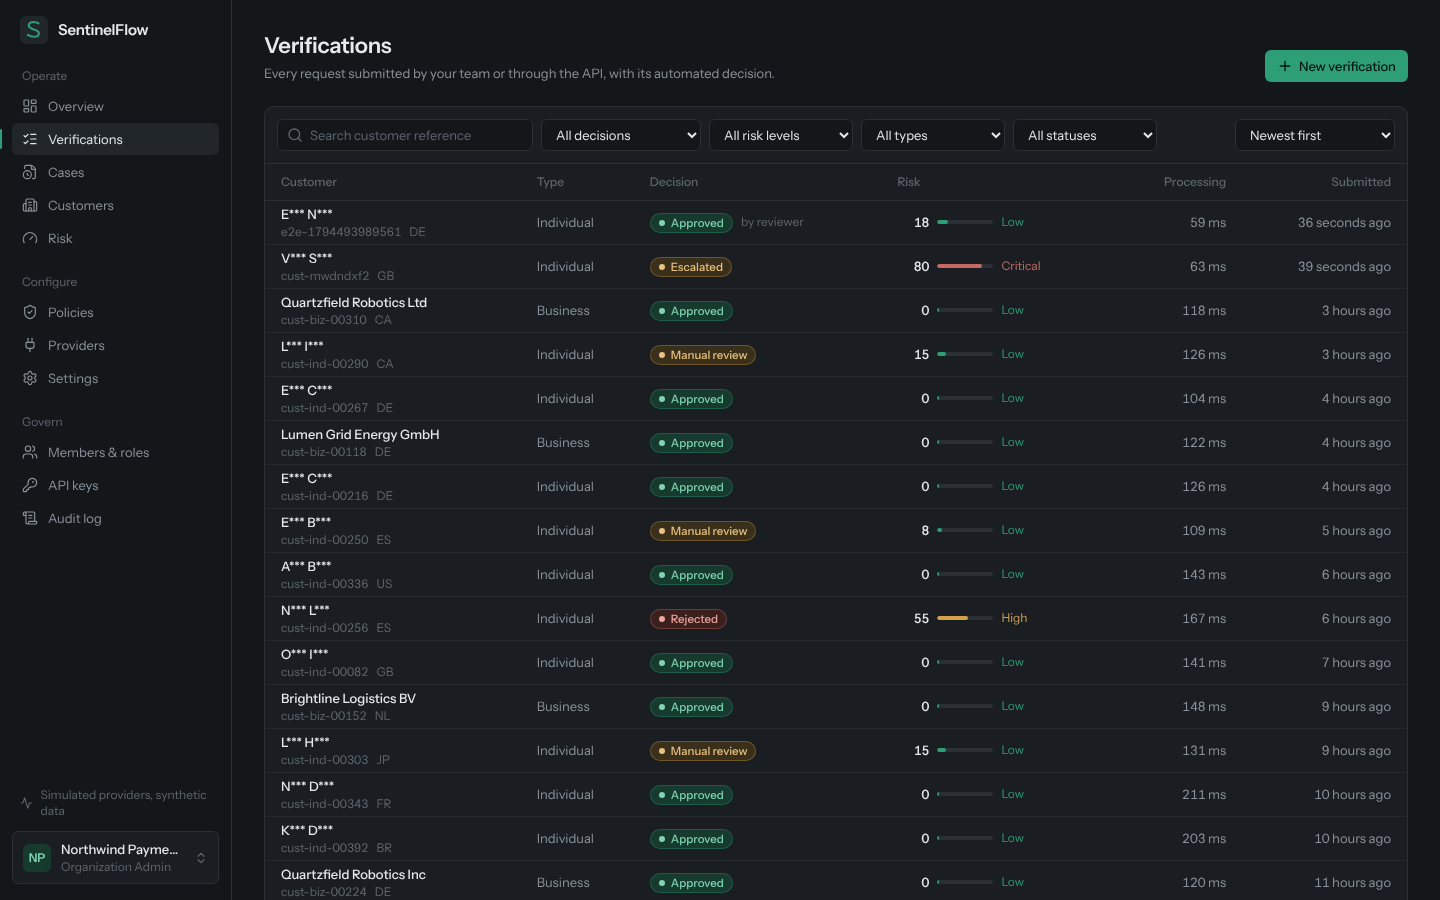 SentinelFlow
Operate
Overview
Verifications
Cases
Customers
Risk
Configure
Policies
Providers
Settings
Govern
Members & roles
API keys
Audit log
Simulated providers, synthetic
data
NP
Northwind Payme...
Organization Admin
Verifications
Every request submitted by your team or through the API, with its automated decision.
New verification
Search customer reference
All decisions
All risk levels
All types
All statuses
Newest first
Customer Type Decision Risk Processing Submitted
E*** N*** Individual Approved by reviewer 18 Low 59 ms 36 seconds ago
e2e-1794493989561 DE
V*** S*** Individual Escalated 80 Critical 63 ms 39 seconds ago
cust-mwdndxf2 GB
Quartzfield Robotics Ltd Business Approved 0 Low 118 ms 3 hours ago
cust-biz-00310 CA
L*** I*** Individual Manual review 15 Low 126 ms 3 hours ago
cust-ind-00290 CA
E*** C*** Individual Approved 0 Low 104 ms 4 hours ago
cust-ind-00267 DE
Lumen Grid Energy GmbH Business Approved 0 Low 122 ms 4 hours ago
cust-biz-00118 DE
E*** C*** Individual Approved 0 Low 126 ms 4 hours ago
cust-ind-00216 DE
E*** B*** Individual Manual review 8 Low 109 ms 5 hours ago
cust-ind-00250 ES
A*** B*** Individual Approved 0 Low 143 ms 6 hours ago
cust-ind-00336 US
N*** L*** Individual Rejected 55 High 167 ms 6 hours ago
cust-ind-00256 ES
O*** I*** Individual Approved 0 Low 141 ms 7 hours ago
cust-ind-00082 GB
Brightline Logistics BV Business Approved 0 Low 148 ms 9 hours ago
cust-biz-00152 NL
L*** H*** Individual Manual review 15 Low 131 ms 9 hours ago
cust-ind-00303 JP
N*** D*** Individual Approved 0 Low 211 ms 10 hours ago
cust-ind-00343 FR
K*** D*** Individual Approved 0 Low 203 ms 10 hours ago
cust-ind-00392 BR
Quartzfield Robotics Inc Business Approved 0 Low 120 ms 11 hours ago
cust-biz-00224 DE